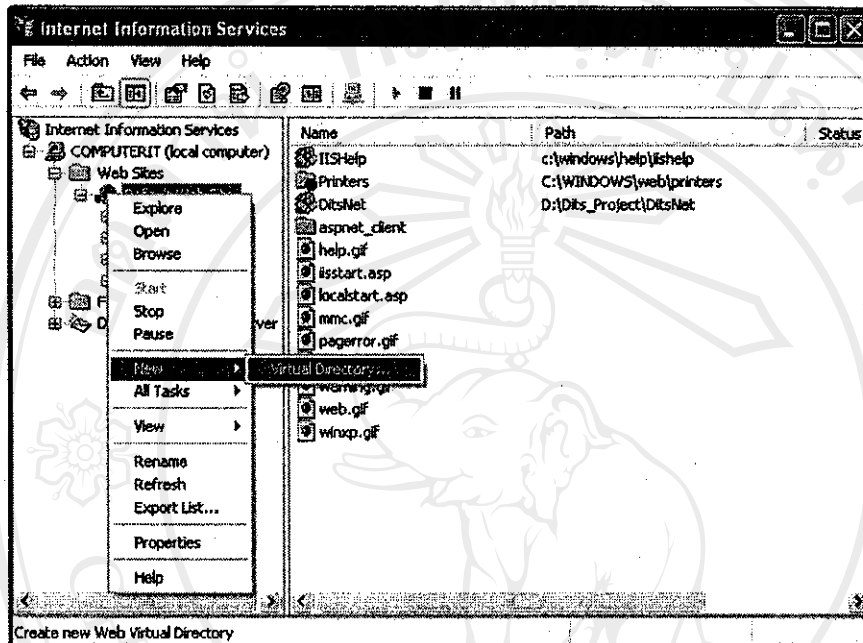 Internet Information Services
File Action View Help
Internet Information Services
COMPUTERIT (local computer)
Web Sites
F
D
ver
Explore
Open
Browse
Start
Stop
Pause
New
All Tasks
View
Rename
Refresh
Export List...
Properties
Help
Virtual Directory...
Name Path Status
IISHelp c:\windows\help\iishelp
Printers C:\WINDOWS\web\printers
DitsNet D:\Dits_Project\DitsNet
aspnet_client
help.gif
iisstart.asp
localstart.asp
mmc.gif
pagerror.gif
warning.gif
web.gif
winxp.gif
Create new Web Virtual Directory